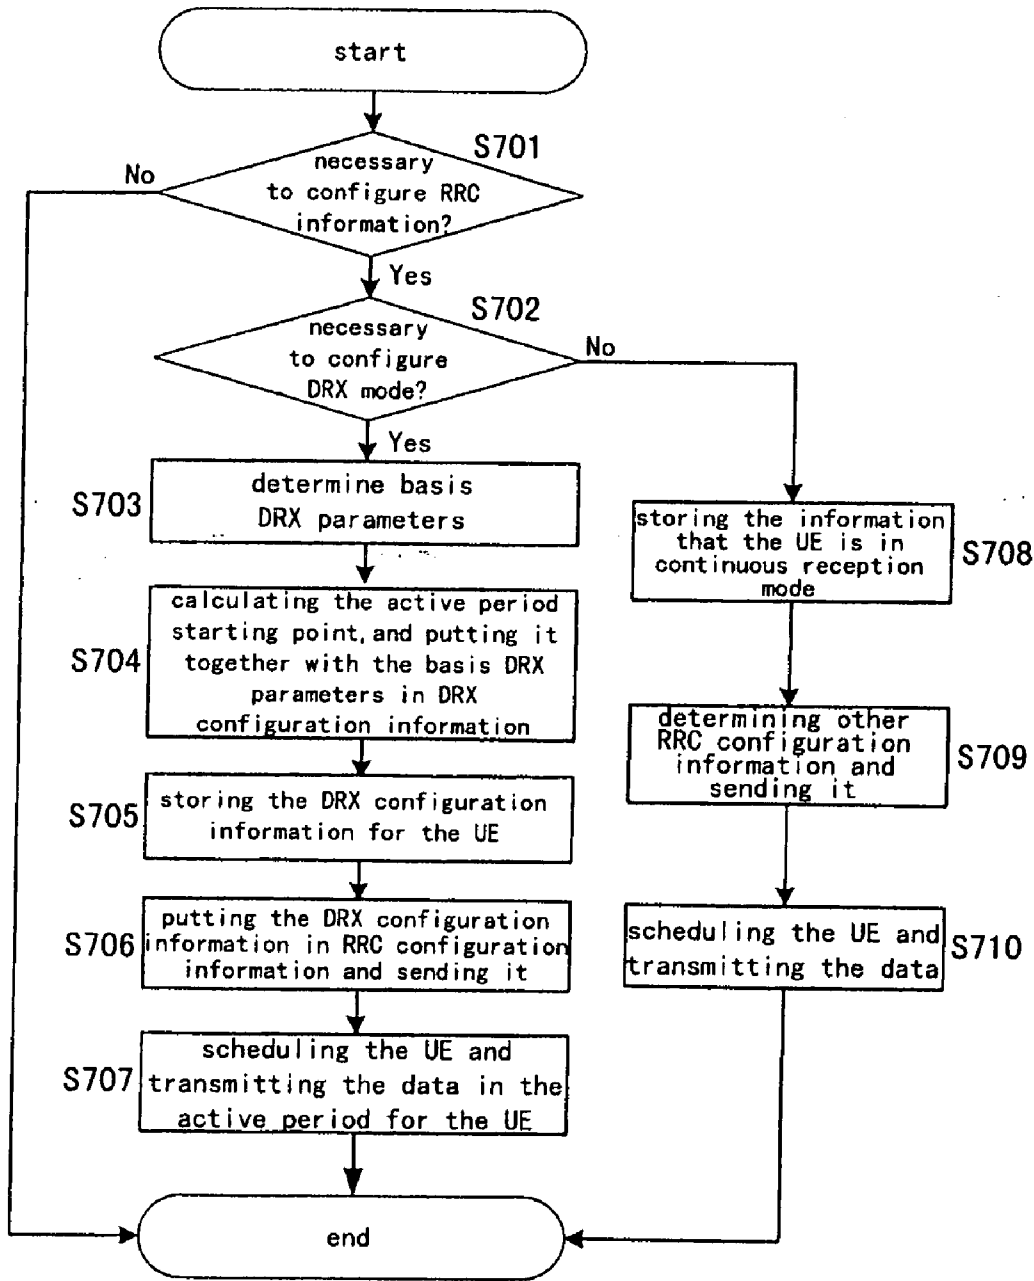 start
S701
No
necessary
to configure RRC
information?
Yes
S702
necessary
to configure
DRX mode?
No
Yes
S703
determine basis
DRX parameters
S704
calculating the active period
starting point, and putting it
together with the basis DRX
parameters in DRX
configuration information
S705
storing the DRX configuration
information for the UE
S706
putting the DRX configuration
information in RRC configuration
information and sending it
S707
scheduling the UE and
transmitting the data in the
active period for the UE
storing the information
that the UE is in
continuous reception
mode
S708
determining other
RRC configuration
information and
sending it
S709
scheduling the UE and
transmitting the data
S710
end